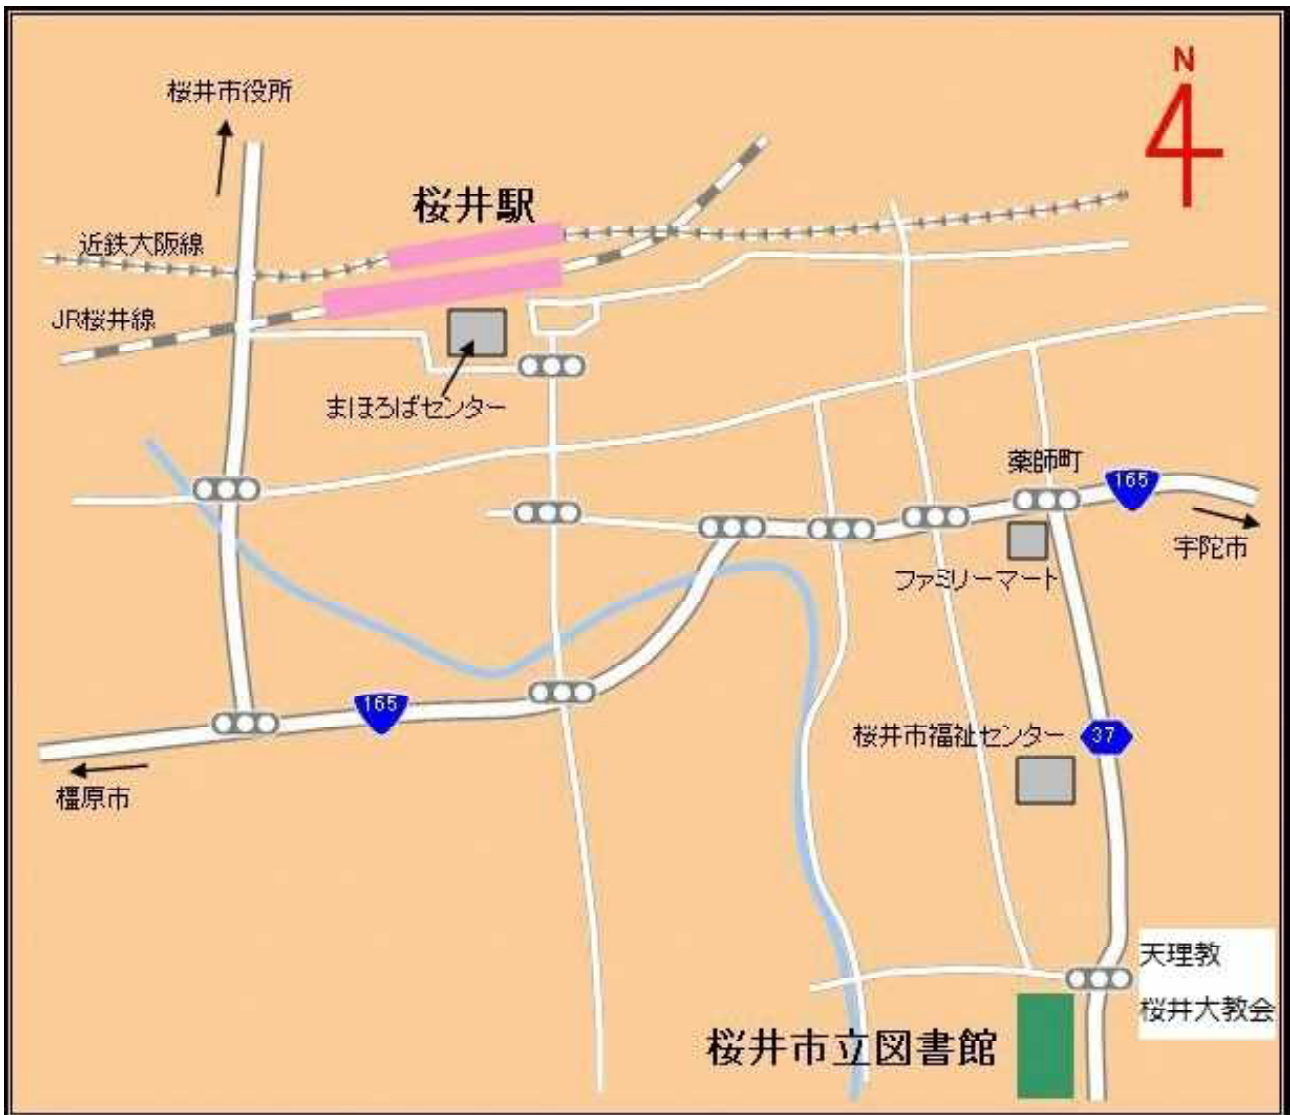 N
桜井市役所
桜井駅
近鉄大阪線
JR桜井線
まほろばセンター
薬師町
165
宇陀市
ファミリーマート
165
桜井市福祉センター
37
橿原市
天理教
桜井大教会
桜井市立図書館